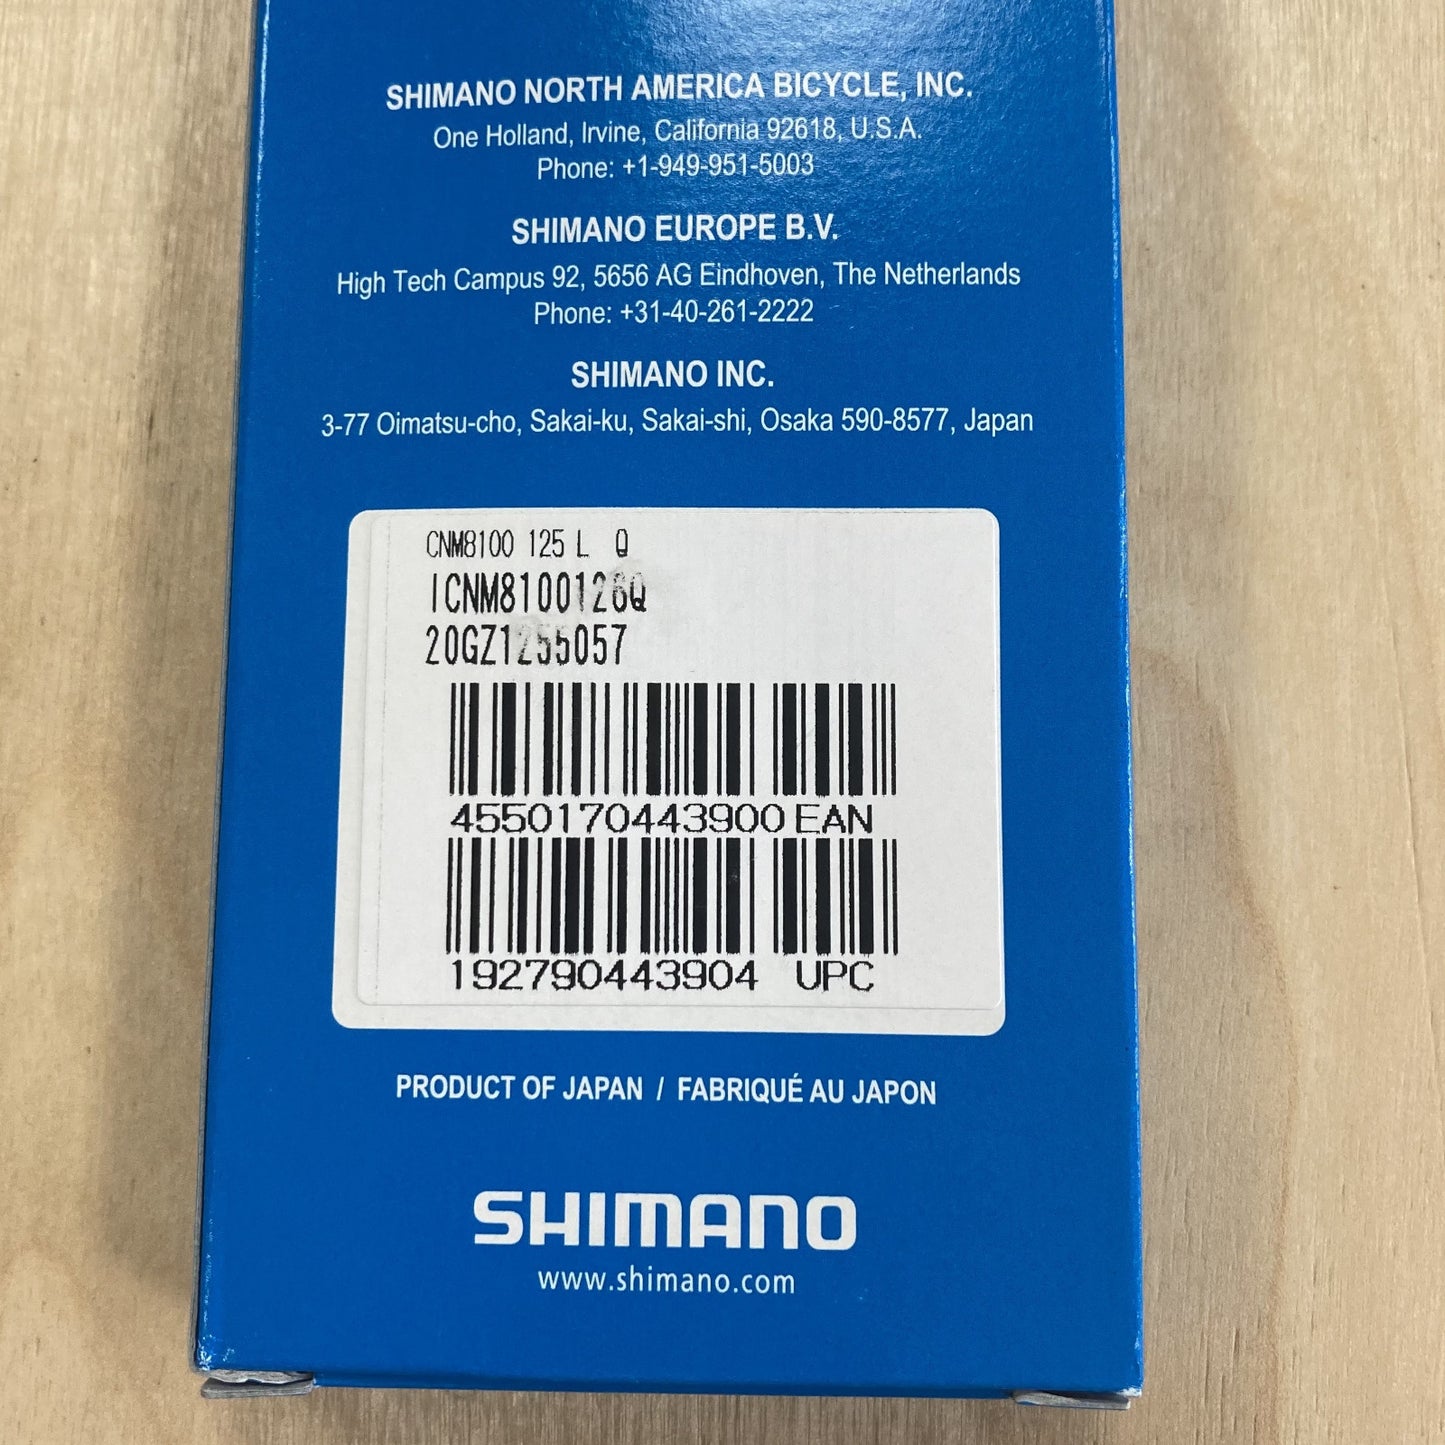 SHIMANO NORTH AMERICA BICYCLE, INC.
One Holland, Irvine, California 92618, U.S.A.
Phone: +1-949-951-5003
SHIMANO EUROPE B.V.
High Tech Campus 92, 5656 AG Eindhoven, The Netherlands
Phone: +31-40-261-2222
SHIMANO INC.
3-77 Oimatsu-cho, Sakai-ku, Sakai-shi, Osaka 590-8577, Japan
CNM8100 125 L Q
ICNM8100126Q
20GZ1255057
4550170443900 EAN
192790443904 UPC
PRODUCT OF JAPAN / FABRIQUÉ AU JAPON
SHIMANO
www.shimano.com